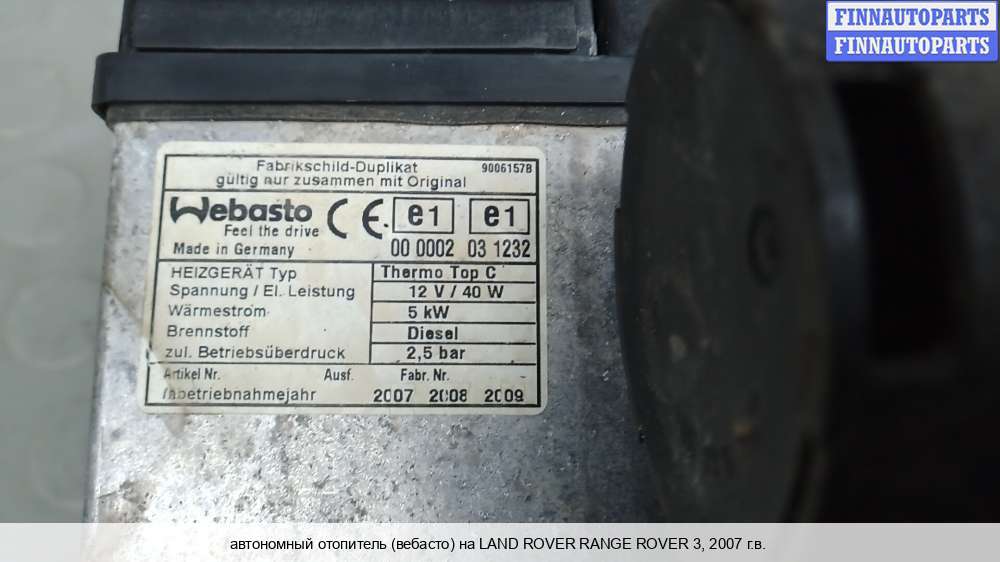 FINNAUTOPARTS
FINNAUTOPARTS
Fabrikschild-Duplikat 9006157B
gültig nur zusammen mit Original
Webasto CE e1 e1
Feel the drive
Made in Germany 00 0002 03 1232
HEIZGERÄT Typ Thermo Top C
Spannung / El. Leistung 12 V / 40 W
Wärmestrom 5 kW
Brennstoff Diesel
zul. Betriebsüberdruck 2,5 bar
Artikel Nr. Ausf. Fabr. Nr.
Inbetriebnahmejahr 2007 2008 2009
автономный отопитель (вебасто) на LAND ROVER RANGE ROVER 3, 2007 г.в.